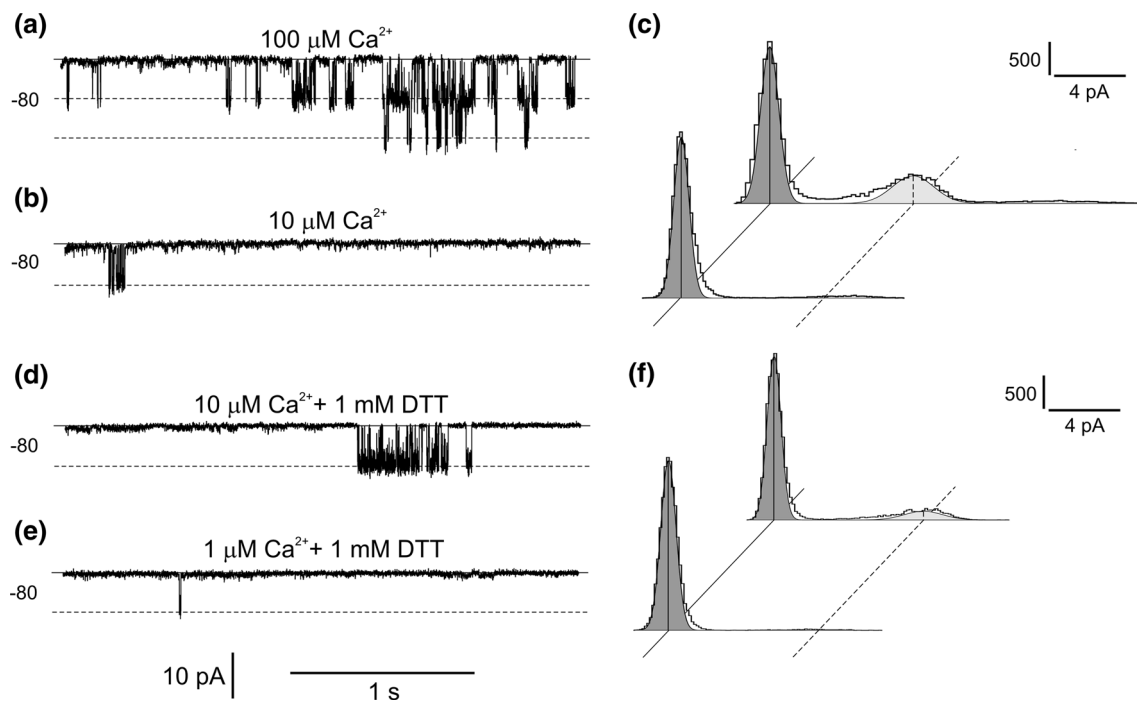 (a)
100 μM Ca²⁺
-80
(b)
10 μM Ca²⁺
-80
(c)
500
4 pA
(d)
10 μM Ca²⁺+ 1 mM DTT
-80
(e)
1 μM Ca²⁺+ 1 mM DTT
-80
10 pA
1 s
(f)
500
4 pA